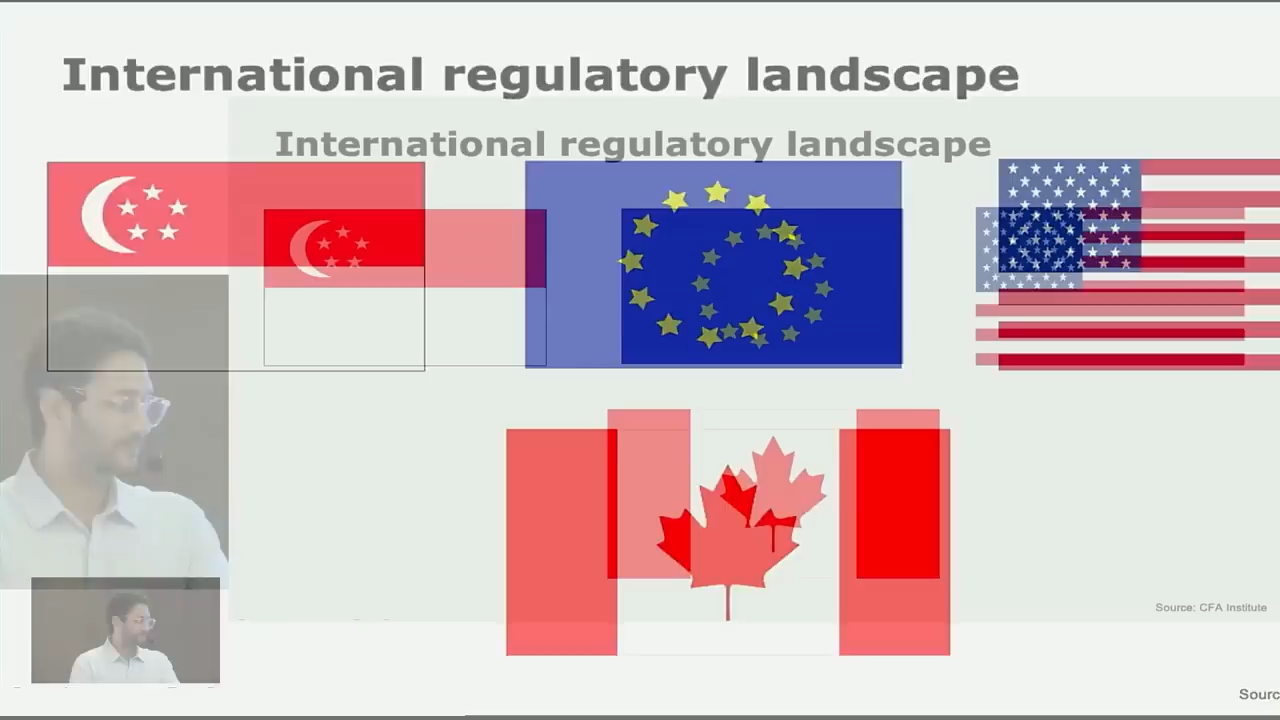 International regulatory landscape
International regulatory landscape
Source: CFA Institute
Sourc